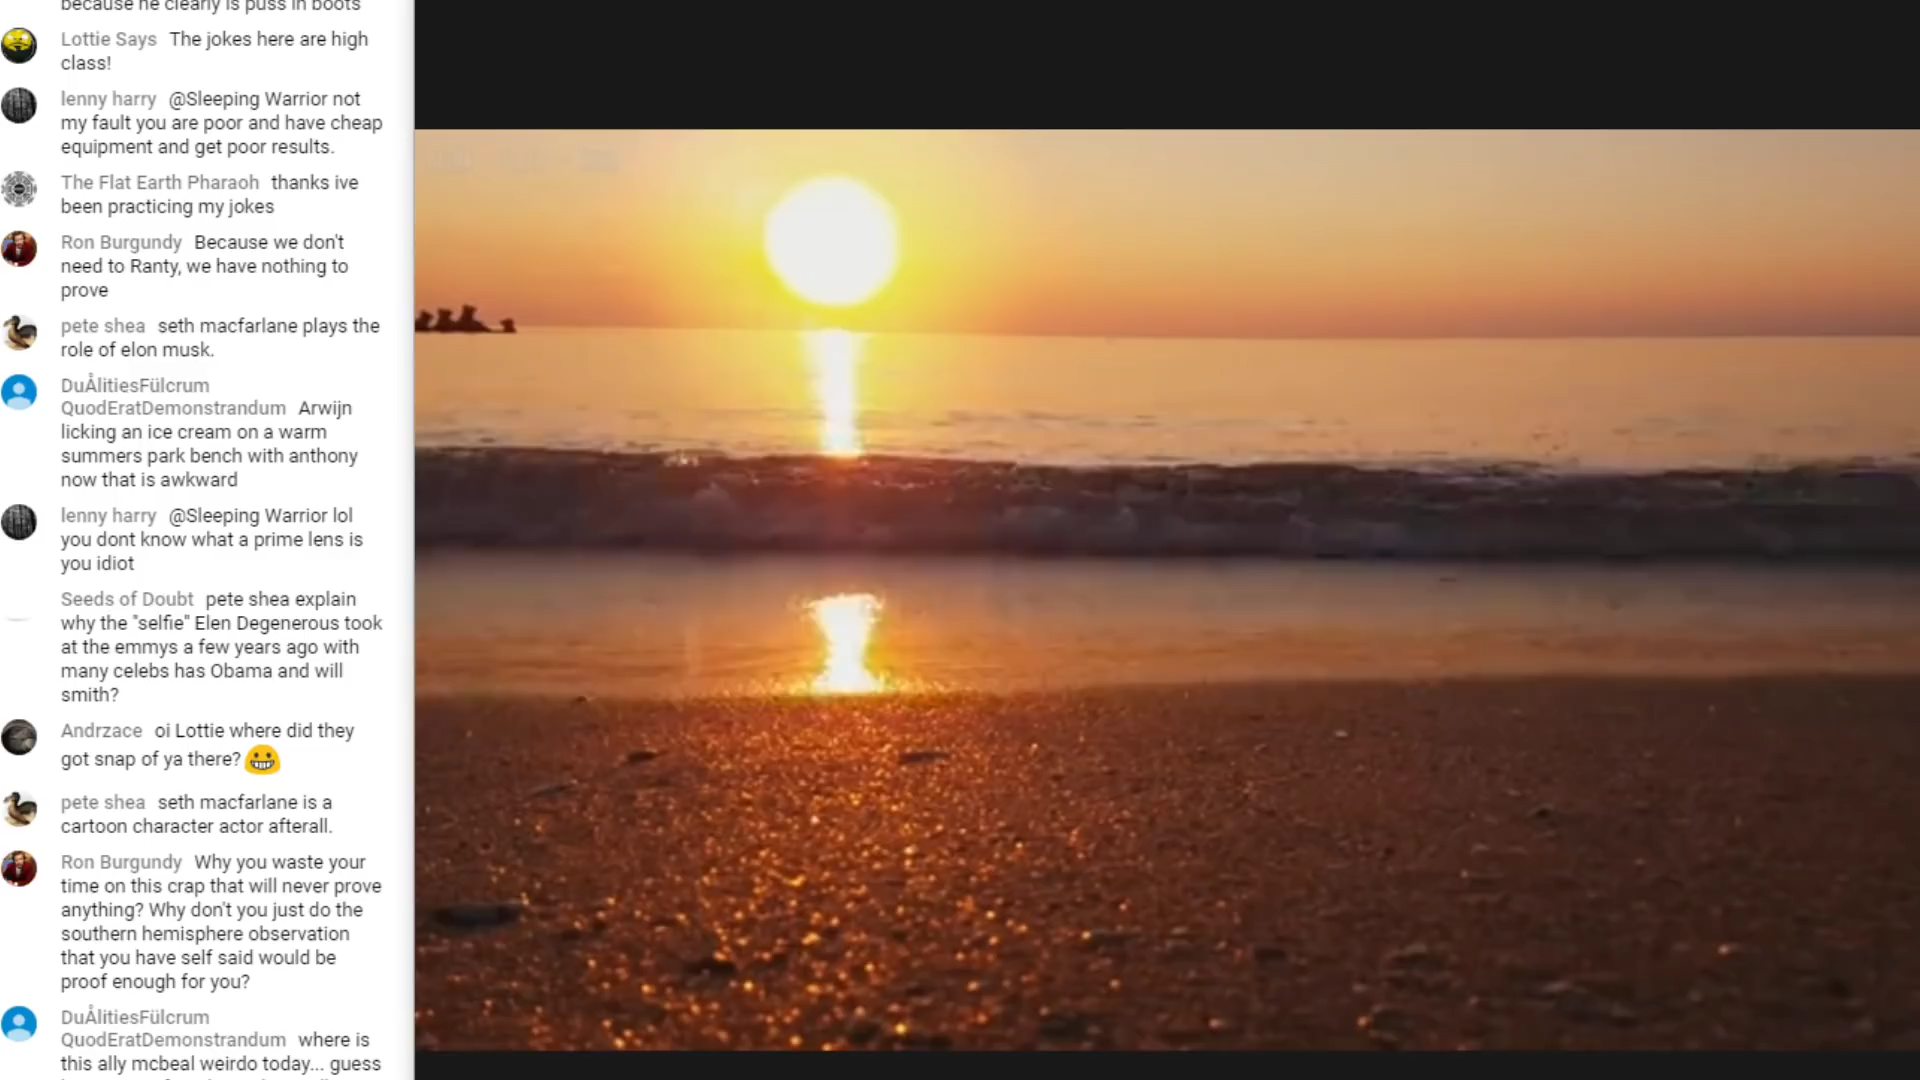 because he clearly is puss in boots
Lottie Says The jokes here are high
class!
lenny harry @Sleeping Warrior not
my fault you are poor and have cheap
equipment and get poor results.
The Flat Earth Pharaoh thanks ive
been practicing my jokes
Ron Burgundy Because we don't
need to Ranty, we have nothing to
prove
pete shea seth macfarlane plays the
role of elon musk.
DuÅlitiesFülcrum
QuodEratDemonstrandum Arwijn
licking an ice cream on a warm
summers park bench with anthony
now that is awkward
lenny harry @Sleeping Warrior lol
you dont know what a prime lens is
you idiot
Seeds of Doubt pete shea explain
why the "selfie" Elen Degenerous took
at the emmys a few years ago with
many celebs has Obama and will
smith?
Andrzace oi Lottie where did they
got snap of ya there?
pete shea seth macfarlane is a
cartoon character actor afterall.
Ron Burgundy Why you waste your
time on this crap that will never prove
anything? Why don't you just do the
southern hemisphere observation
that you have self said would be
proof enough for you?
DuÅlitiesFülcrum
QuodEratDemonstrandum where is
this ally mcbeal weirdo today... guess